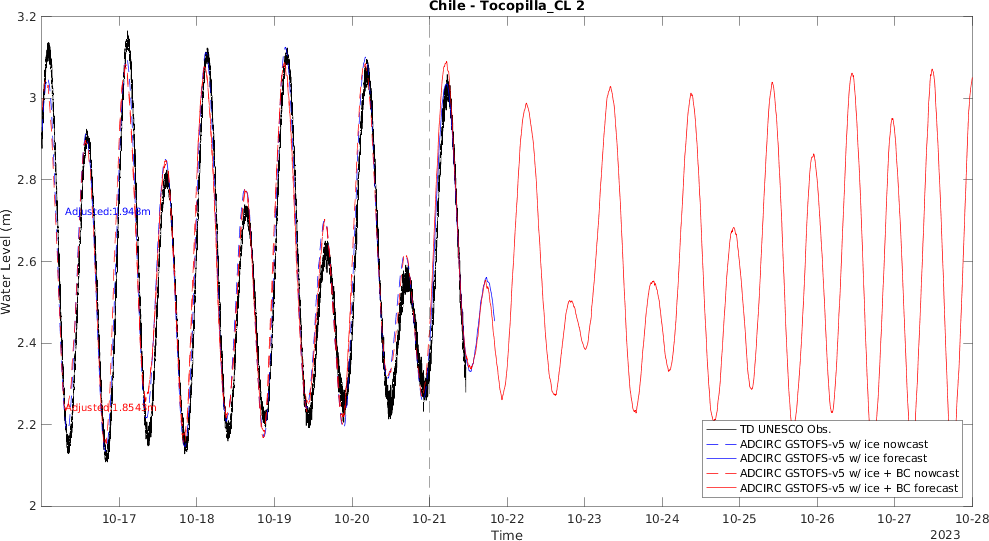 Chile - Tocopilla_CL 2
3.2
3
2.8
2.6
2.4
2.2
2
Water Level (m)
Adjusted:1.948m
Adjusted:1.8545m
10-17
10-18
10-19
10-20
10-21
10-22
10-23
10-24
10-25
10-26
10-27
10-28
Time
2023
TD UNESCO Obs.
ADCIRC GSTOFS-v5 w/ ice nowcast
ADCIRC GSTOFS-v5 w/ ice forecast
ADCIRC GSTOFS-v5 w/ ice + BC nowcast
ADCIRC GSTOFS-v5 w/ ice + BC forecast